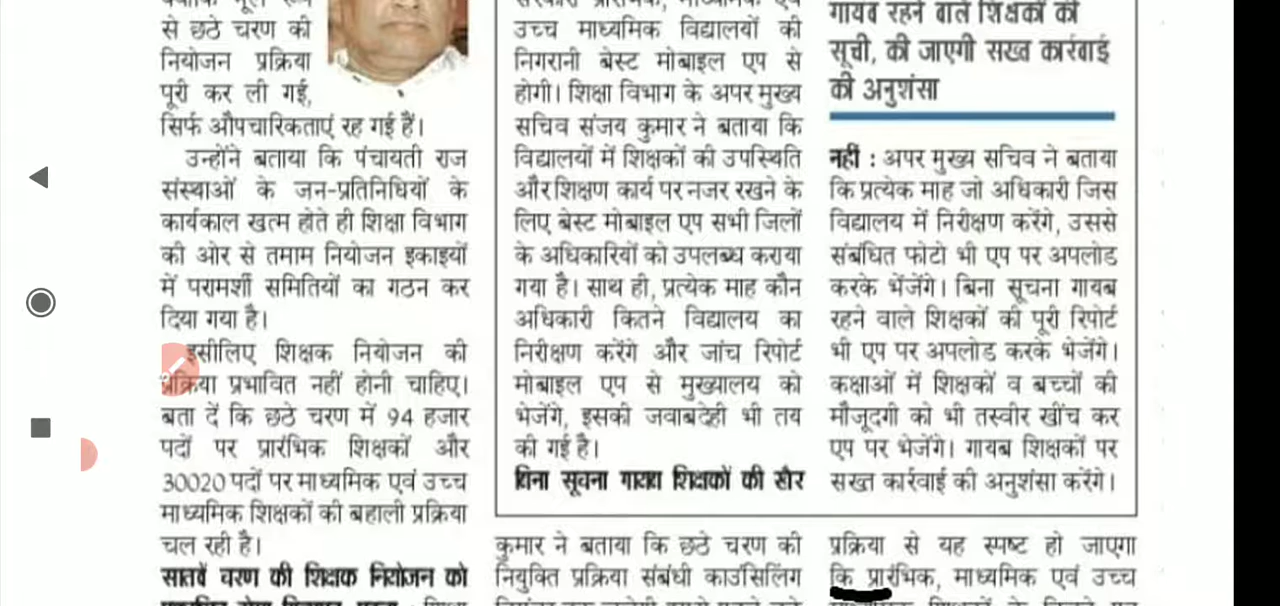 से छठे चरण की
नियोजन प्रक्रिया
पूरी कर ली गई,
सिर्फ औपचारिकताएं रह गई हैं।
उन्होंने बताया कि पंचायती राज
संस्थाओं के जन-प्रतिनिधियों के
कार्यकाल खत्म होते ही शिक्षा विभाग
की ओर से तमाम नियोजन इकाइयों
में परामर्शी समितियों का गठन कर
दिया गया है।
इसीलिए शिक्षक नियोजन की
प्रक्रिया प्रभावित नहीं होनी चाहिए।
बता दें कि छठे चरण में 94 हजार
पदों पर प्रारंभिक शिक्षकों और
30020 पदों पर माध्यमिक एवं उच्च
माध्यमिक शिक्षकों की बहाली प्रक्रिया
चल रही है।
सातवें चरण की शिक्षक नियोजन को
उच्च माध्यमिक विद्यालयों की
निगरानी बेस्ट मोबाइल एप से
होगी। शिक्षा विभाग के अपर मुख्य
सचिव संजय कुमार ने बताया कि
विद्यालयों में शिक्षकों की उपस्थिति
और शिक्षण कार्य पर नजर रखने के
लिए बेस्ट मोबाइल एप सभी जिलों
के अधिकारियों को उपलब्ध कराया
गया है। साथ ही, प्रत्येक माह कौन
अधिकारी कितने विद्यालय का
निरीक्षण करेंगे और जांच रिपोर्ट
मोबाइल एप से मुख्यालय को
भेजेंगे, इसकी जवाबदेही भी तय
की गई है।
बिना सूचना गायब शिक्षकों की खैर
गायब रहने वाले शिक्षकों की
सूची, की जाएगी सख्त कार्रवाई
की अनुशंसा
नहीं : अपर मुख्य सचिव ने बताया
कि प्रत्येक माह जो अधिकारी जिस
विद्यालय में निरीक्षण करेंगे, उससे
संबंधित फोटो भी एप पर अपलोड
करके भेंजेंगे। बिना सूचना गायब
रहने वाले शिक्षकों की पूरी रिपोर्ट
भी एप पर अपलोड करके भेजेंगे।
कक्षाओं में शिक्षकों व बच्चों की
मौजूदगी को भी तस्वीर खींच कर
एप पर भेजेंगे। गायब शिक्षकों पर
सख्त कार्रवाई की अनुशंसा करेंगे।
कुमार ने बताया कि छठे चरण की
नियुक्ति प्रक्रिया संबंधी काउंसिलिंग
प्रक्रिया से यह स्पष्ट हो जाएगा
कि प्रारंभिक, माध्यमिक एवं उच्च